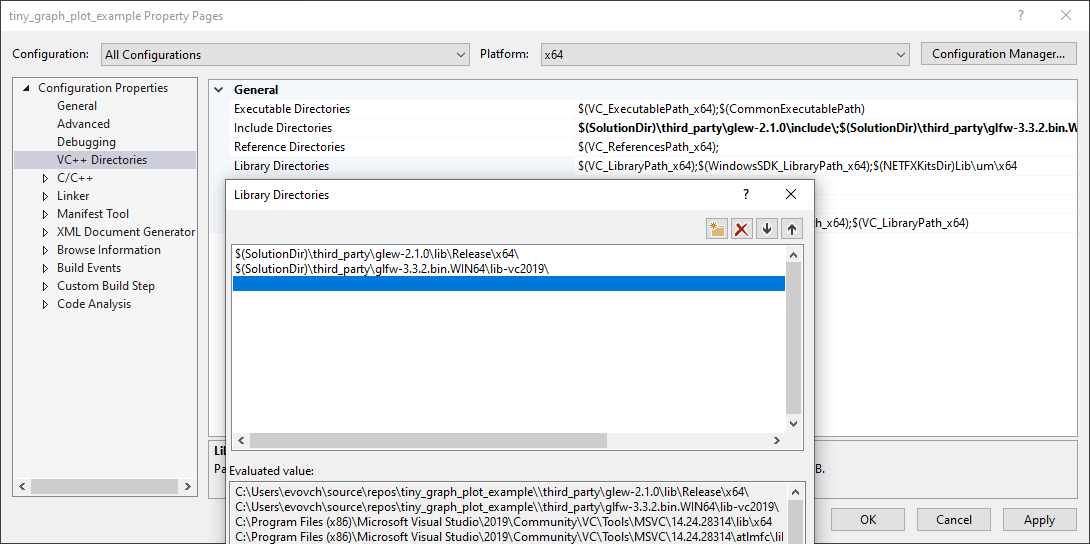 tiny_graph_plot_example Property Pages
Configuration: All Configurations Platform: x64 Configuration Manager...
Configuration Properties
General
Advanced
Debugging
VC++ Directories
C/C++
Linker
Manifest Tool
XML Document Generator
Browse Information
Build Events
Custom Build Step
Code Analysis
General
Executable Directories $(VC_ExecutablePath_x64);$(CommonExecutablePath)
Include Directories $(SolutionDir)\third_party\glew-2.1.0\include\;$(SolutionDir)\third_party\glfw-3.3.2.bin.WIN
Reference Directories $(VC_ReferencesPath_x64);
Library Directories $(VC_LibraryPath_x64);$(WindowsSDK_LibraryPath_x64);$(NETFXKitsDir)Lib\um\x64
_x64);$(VC_LibraryPath_x64)
Library Directories
$(SolutionDir)\third_party\glew-2.1.0\lib\Release\x64\
$(SolutionDir)\third_party\glfw-3.3.2.bin.WIN64\lib-vc2019\
Evaluated value:
C:\Users\evovch\source\repos\tiny_graph_plot_example\\third_party\glew-2.1.0\lib\Release\x64\
C:\Users\evovch\source\repos\tiny_graph_plot_example\\third_party\glfw-3.3.2.bin.WIN64\lib-vc2019\
C:\Program Files (x86)\Microsoft Visual Studio\2019\Community\VC\Tools\MSVC\14.24.28314\lib\x64
C:\Program Files (x86)\Microsoft Visual Studio\2019\Community\VC\Tools\MSVC\14.24.28314\atlmfc\lib
B.
OK Cancel Apply